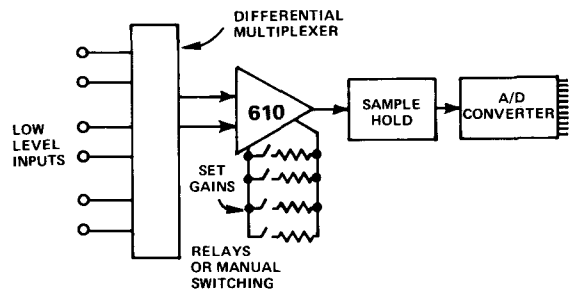 DIFFERENTIAL
MULTIPLEXER
LOW
LEVEL
INPUTS
610
SAMPLE
HOLD
A/D
CONVERTER
SET
GAINS
RELAYS
OR MANUAL
SWITCHING